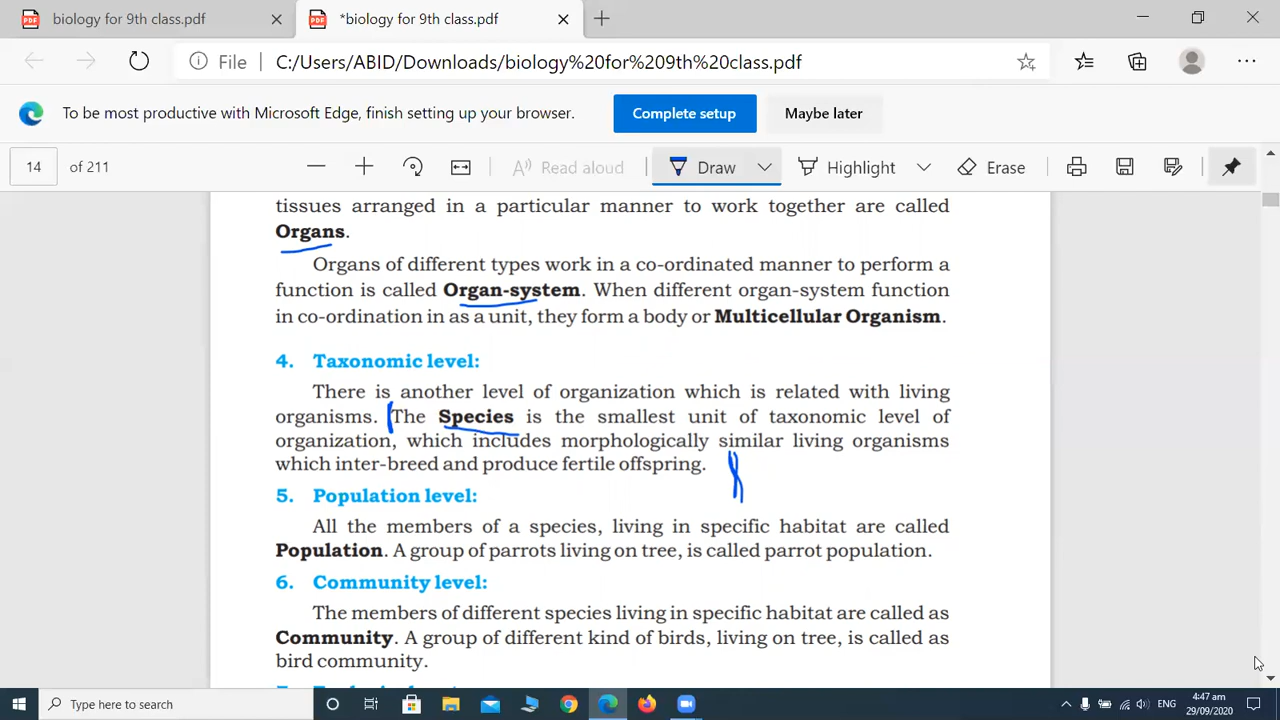 biology for 9th class.pdf
*biology for 9th class.pdf
File
C:/Users/ABID/Downloads/biology%20for%209th%20class.pdf
To be most productive with Microsoft Edge, finish setting up your browser.
Complete setup
Maybe later
14 of 211
Read aloud
Draw
Highlight
Erase
tissues arranged in a particular manner to work together are called
Organs.
Organs of different types work in a co-ordinated manner to perform a
function is called Organ-system. When different organ-system function
in co-ordination in as a unit, they form a body or Multicellular Organism.
4. Taxonomic level:
There is another level of organization which is related with living
organisms. The Species is the smallest unit of taxonomic level of
organization, which includes morphologically similar living organisms
which inter-breed and produce fertile offspring.
5. Population level:
All the members of a species, living in specific habitat are called
Population. A group of parrots living on tree, is called parrot population.
6. Community level:
The members of different species living in specific habitat are called as
Community. A group of different kind of birds, living on tree, is called as
bird community.
Type here to search
ENG
4:47 am
29/09/2020